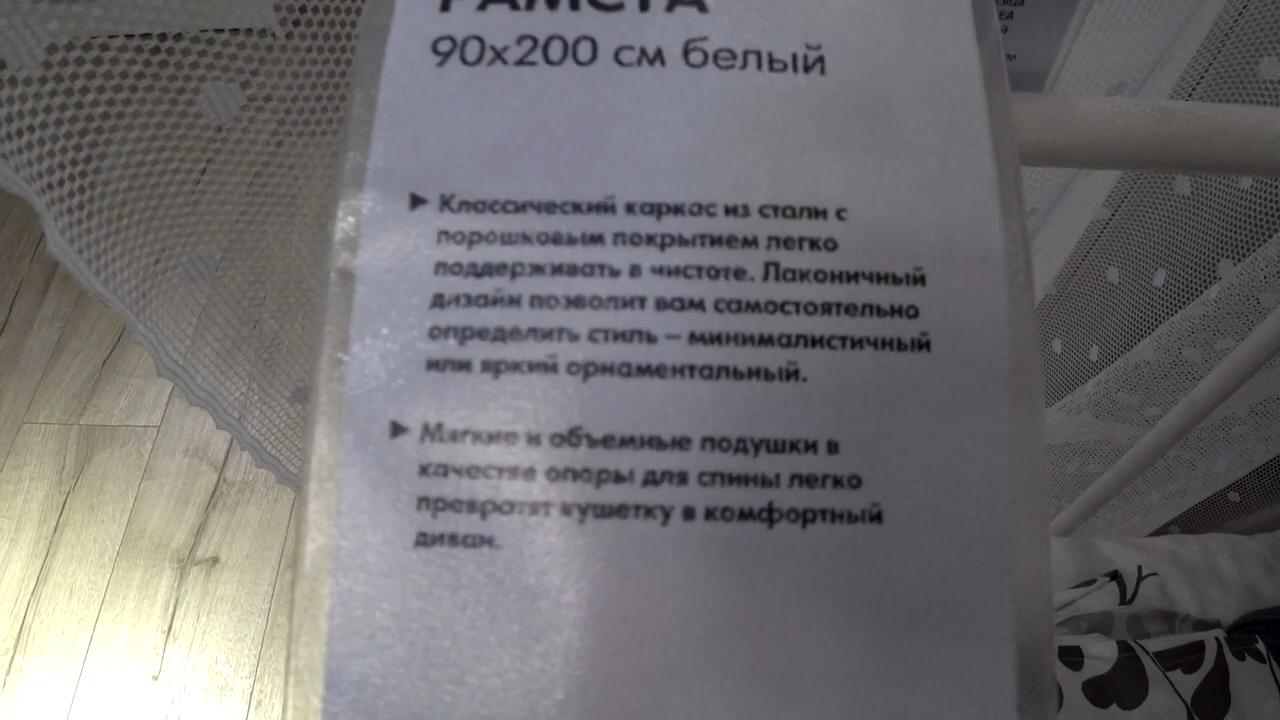 РАМСТА
90x200 см белый
▶ Классический каркас из стали с
порошковым покрытием легко
поддерживать в чистоте. Лаконичный
дизайн позволит вам самостоятельно
определить стиль – минималистичный
или яркий орнаментальный.
▶ Мягкие и объемные подушки в
качестве опоры для спины легко
превратят кушетку в комфортный
диван.